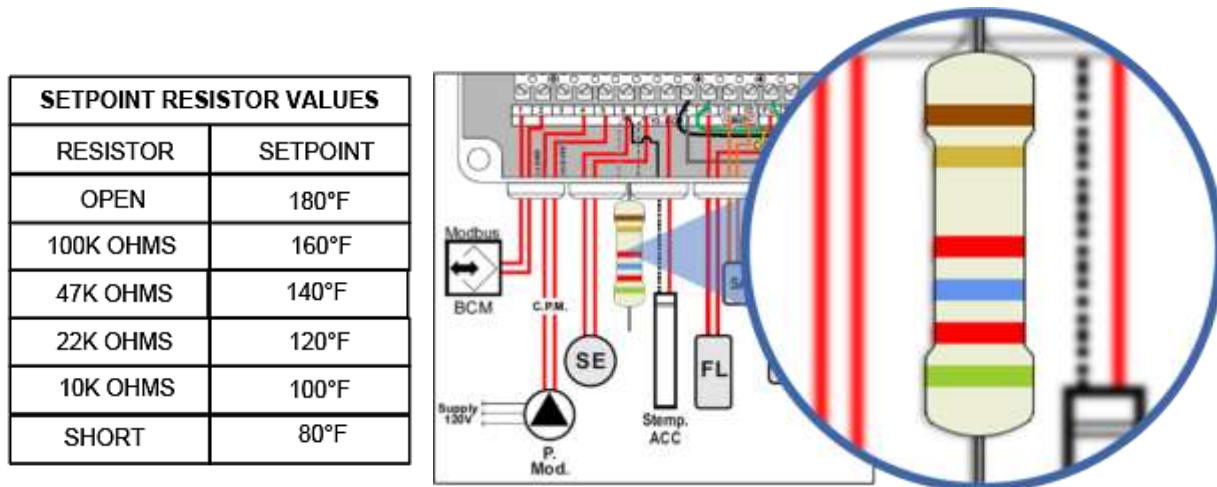 SETPOINT RESISTOR VALUES
RESISTOR SETPOINT
OPEN 180°F
100K OHMS 160°F
47K OHMS 140°F
22K OHMS 120°F
10K OHMS 100°F
SHORT 80°F
Modbus
BCM
C.P.M.
SE
FL
Supply
120V
P.
Mod.
Stemp.
ACC